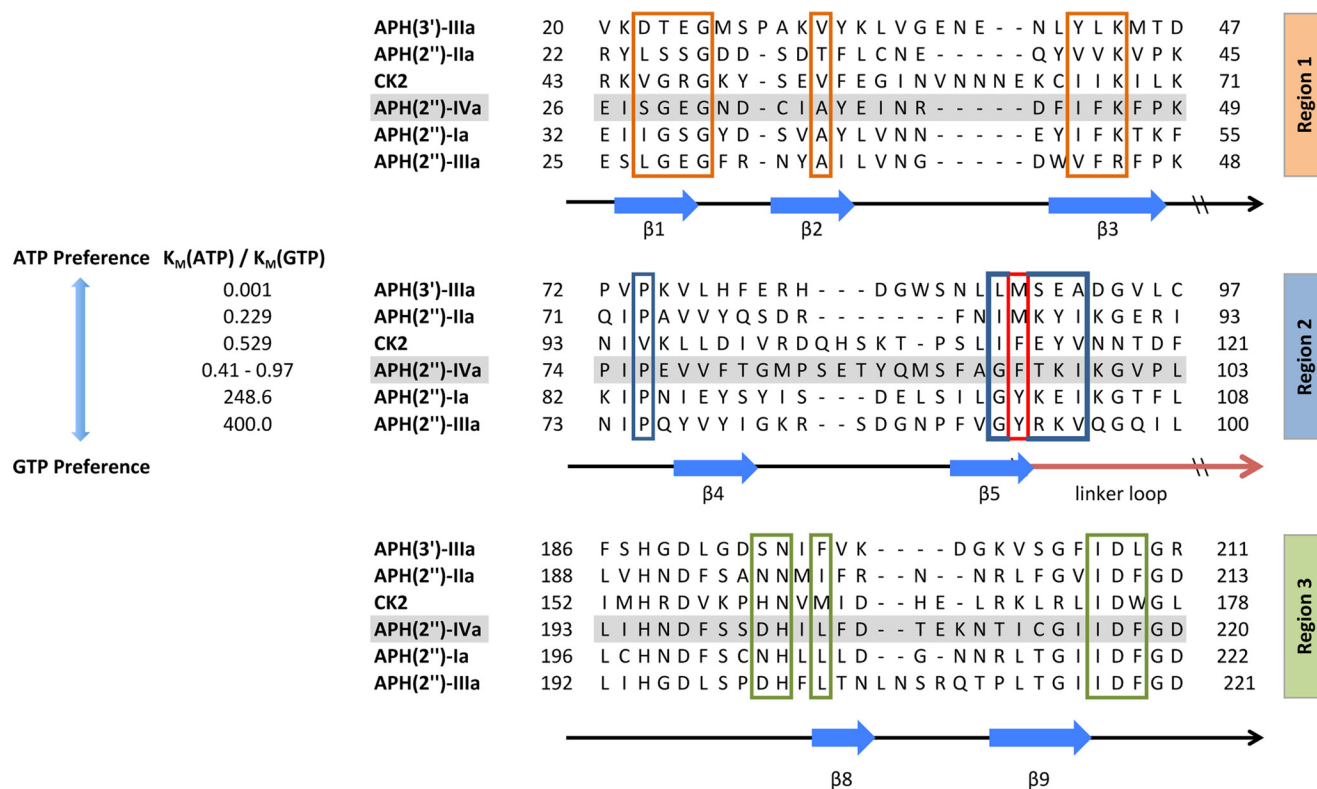 APH(3')-IIIa 20 V K D T E G M S P A K V Y K L V G E N E - - N L Y L K M T D 47
APH(2'')-IIa 22 R Y L S S G D D - S D T F L C N E - - - - Q Y V V K V P K 45
CK2 43 R K V G R G K Y - S E V F E G I N V N N N E K C I I K I L K 71
APH(2'')-IVa 26 E I S G E G N D - C I A Y E I N R - - - - - D F I F K F P K 49
APH(2'')-Ia 32 E I I G S G Y D - S V A Y L V N N - - - - - E Y I F K T K F 55
APH(2'')-IIIa 25 E S L G E G F R - N Y A I L V N G - - - - - D W V F R F P K 48
Region 1
β1 β2 β3
ATP Preference K_M(ATP) / K_M(GTP)
0.001 APH(3')-IIIa 72 P V P K V L H F E R H - - - D G W S N L L M S E A D G V L C 97
0.229 APH(2'')-IIa 71 Q I P A V V Y Q S D R - - - - - - - F N I M K Y I K G E R I 93
0.529 CK2 93 N I V K L L D I V R D Q H S K T - P S L I F E Y V N N T D F 121
0.41 - 0.97 APH(2'')-IVa 74 P I P E V V F T G M P S E T Y Q M S F A G F T K I K G V P L 103
248.6 APH(2'')-Ia 82 K I P N I E Y S Y I S - - - D E L S I L G Y K E I K G T F L 108
400.0 APH(2'')-IIIa 73 N I P Q Y V Y I G K R - - S D G N P F V G Y R K V Q G Q I L 100
Region 2
GTP Preference
β4 β5 linker loop
APH(3')-IIIa 186 F S H G D L G D S N I F V K - - - - D G K V S G F I D L G R 211
APH(2'')-IIa 188 L V H N D F S A N N M I F R - - - N - N R L F G V I D F G D 213
CK2 152 I M H R D V K P H N V M I D - - H E - L R K L R L I D W G L 178
APH(2'')-IVa 193 L I H N D F S S D H I L F D - - T E K N T I C G I I D F G D 220
APH(2'')-Ia 196 L C H N D F S C N H L L L D - - G - N N R L T G I I D F G D 222
APH(2'')-IIIa 192 L I H G D L S P D H F L T N L N S R Q T P L T G I I D F G D 221
Region 3
β8 β9